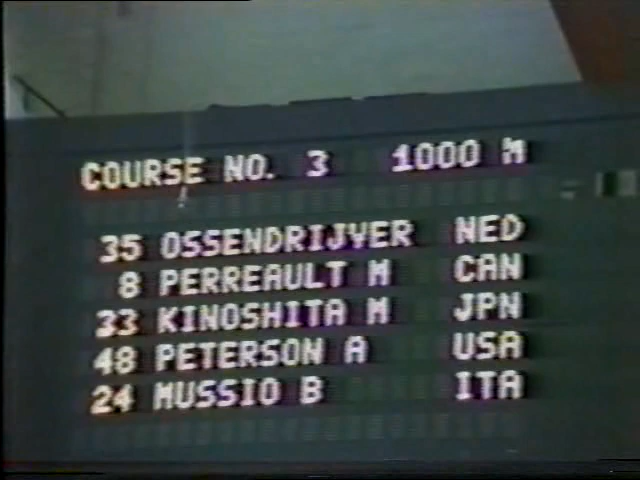 COURSE NO. 3 1000 M
35 OSSENDRIJVER NED
8 PERREAULT M CAN
33 KINOSHITA M JPN
48 PETERSON A USA
24 MUSSIO B ITA